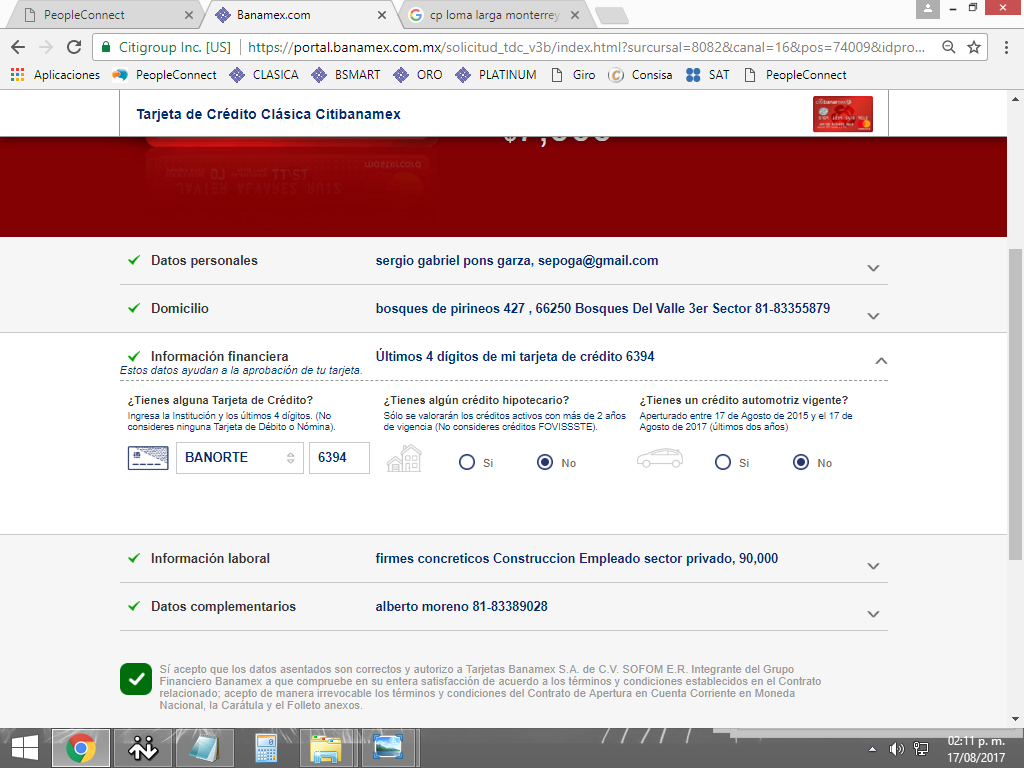 PeopleConnect
Banamex.com
cp loma larga monterrey
Citigroup Inc. [US]
https://portal.banamex.com.mx/solicitud_tdc_v3b/index.html?surcursal=8082&canal=16&pos=74009&idpro...
Aplicaciones PeopleConnect CLASICA BSMART ORO PLATINUM Giro Consisa SAT PeopleConnect
Tarjeta de Crédito Clásica Citibanamex
Datos personales sergio gabriel pons garza, sepoga@gmail.com
Domicilio bosques de pirineos 427 , 66250 Bosques Del Valle 3er Sector 81-83355879
Información financiera Últimos 4 dígitos de mi tarjeta de crédito 6394
Estos datos ayudan a la aprobación de tu tarjeta.
¿Tienes alguna Tarjeta de Crédito?
Ingresa la Institución y los últimos 4 dígitos. (No
consideres ninguna Tarjeta de Débito o Nómina).
BANORTE 6394
¿Tienes algún crédito hipotecario?
Sólo se valorarán los créditos activos con más de 2 años
de vigencia (No consideres créditos FOVISSSTE).
Si No
¿Tienes un crédito automotriz vigente?
Aperturado entre 17 de Agosto de 2015 y el 17 de
Agosto de 2017 (últimos dos años)
Si No
Información laboral firmes concreticos Construccion Empleado sector privado, 90,000
Datos complementarios alberto moreno 81-83389028
Sí acepto que los datos asentados son correctos y autorizo a Tarjetas Banamex S.A. de C.V. SOFOM E.R. Integrante del Grupo
Financiero Banamex a que compruebe en su entera satisfacción de acuerdo a los términos y condiciones establecidos en el Contrato
relacionado; acepto de manera irrevocable los términos y condiciones del Contrato de Apertura en Cuenta Corriente en Moneda
Nacional, la Carátula y el Folleto anexos.
02:11 p. m.
17/08/2017